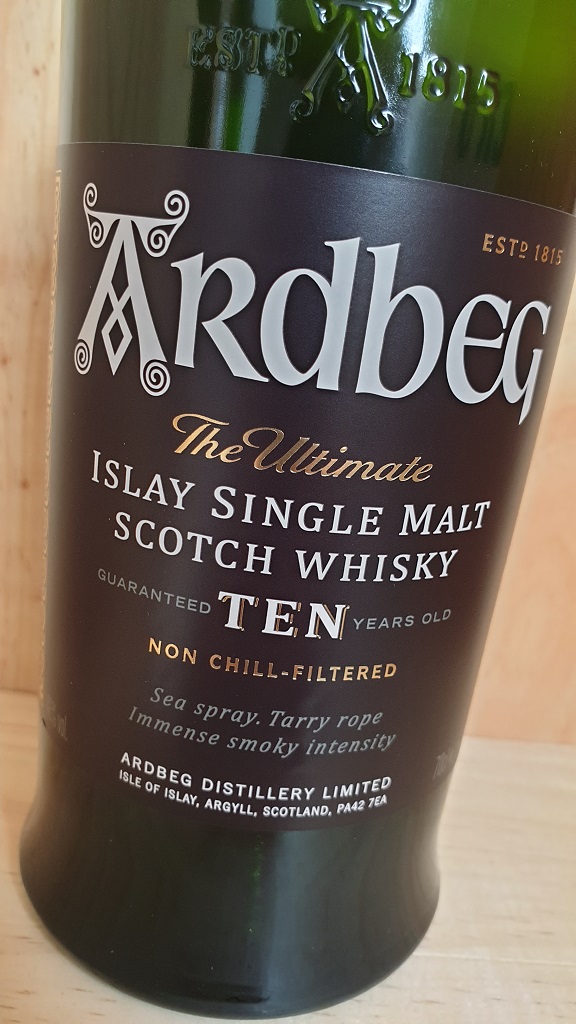 ESTD 1815
ESTD 1815
ARdbEG
The Ultimate
ISLAY SINGLE MALT
SCOTCH WHISKY
GUARANTEED TEN YEARS OLD
NON CHILL-FILTERED
Sea spray. Tarry rope
Immense smoky intensity
ARDBEG DISTILLERY LIMITED
ISLE OF ISLAY, ARGYLL, SCOTLAND, PA42 7EA